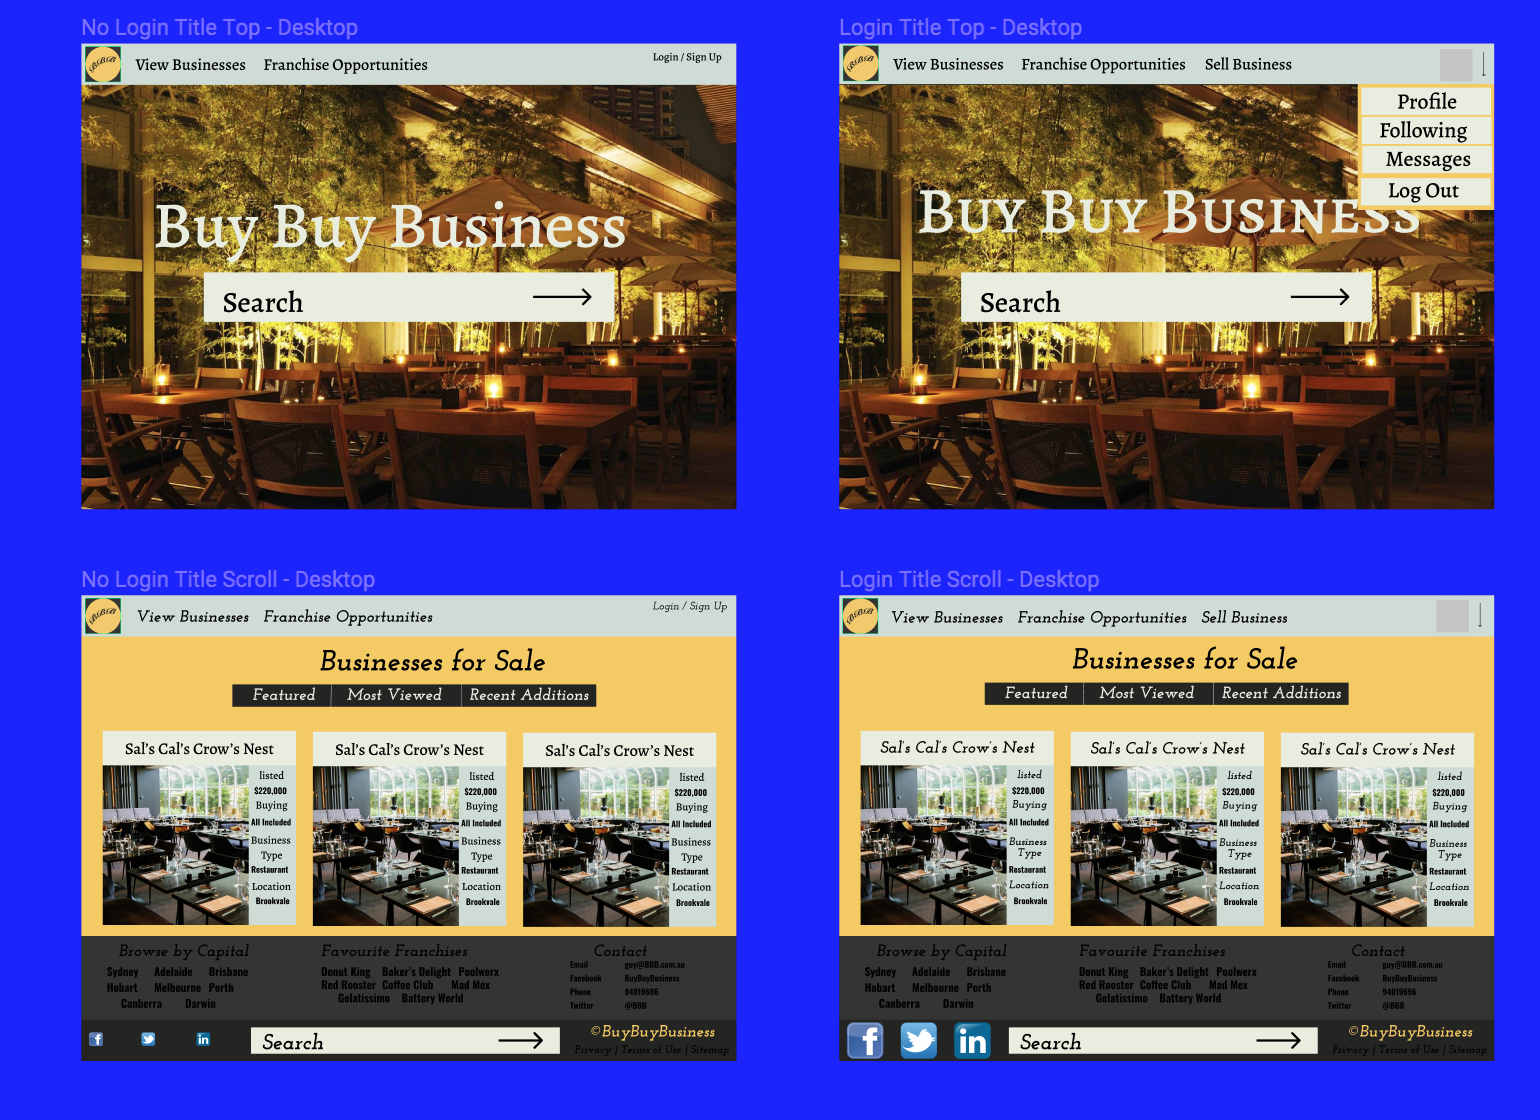 No Login Title Top - Desktop
BBB
View Businesses Franchise Opportunities
Login / Sign Up
Buy Buy Business
Search
Login Title Top - Desktop
BBB
View Businesses Franchise Opportunities Sell Business
Profile
Following
Messages
Log Out
Buy Buy Business
Search
No Login Title Scroll - Desktop
BBB
View Businesses Franchise Opportunities
Login / Sign Up
Businesses for Sale
Featured Most Viewed Recent Additions
Sal's Cal's Crow's Nest
listed
$220,000
Buying
All Included
Business
Type
Restaurant
Location
Brookvale
Sal's Cal's Crow's Nest
listed
$220,000
Buying
All Included
Business
Type
Restaurant
Location
Brookvale
Sal's Cal's Crow's Nest
listed
$220,000
Buying
All Included
Business
Type
Restaurant
Location
Brookvale
Browse by Capital
Sydney Adelaide Brisbane
Hobart Melbourne Perth
Canberra Darwin
Favourite Franchises
Donut King Baker's Delight Poolwerx
Red Rooster Coffee Club Mad Mex
Gelatissimo Battery World
Contact
Email guy@BBB.com.au
Facebook BuyBuyBusiness
Phone 94019696
Twitter @BBB
f
in
Search
©BuyBuyBusiness
Privacy | Terms of Use | Sitemap
Login Title Scroll - Desktop
BBB
View Businesses Franchise Opportunities Sell Business
Businesses for Sale
Featured Most Viewed Recent Additions
Sal's Cal's Crow's Nest
listed
$220,000
Buying
All Included
Business
Type
Restaurant
Location
Brookvale
Sal's Cal's Crow's Nest
listed
$220,000
Buying
All Included
Business
Type
Restaurant
Location
Brookvale
Sal's Cal's Crow's Nest
listed
$220,000
Buying
All Included
Business
Type
Restaurant
Location
Brookvale
Browse by Capital
Sydney Adelaide Brisbane
Hobart Melbourne Perth
Canberra Darwin
Favourite Franchises
Donut King Baker's Delight Poolwerx
Red Rooster Coffee Club Mad Mex
Gelatissimo Battery World
Contact
Email guy@BBB.com.au
Facebook BuyBuyBusiness
Phone 94019696
Twitter @BBB
f
in
Search
©BuyBuyBusiness
Privacy | Terms of Use | Sitemap